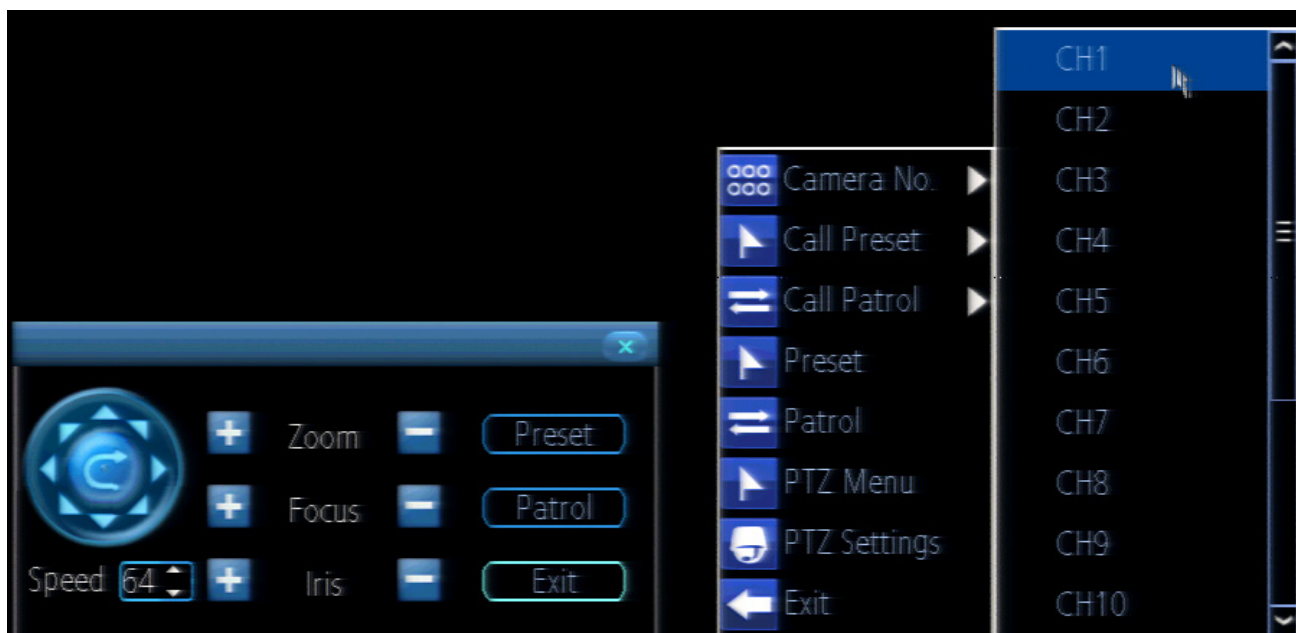 Zoom
Preset
Focus
Patrol
Speed 64
Iris
Exit
Camera No.
Call Preset
Call Patrol
Preset
Patrol
PTZ Menu
PTZ Settings
Exit
CH1
CH2
CH3
CH4
CH5
CH6
CH7
CH8
CH9
CH10